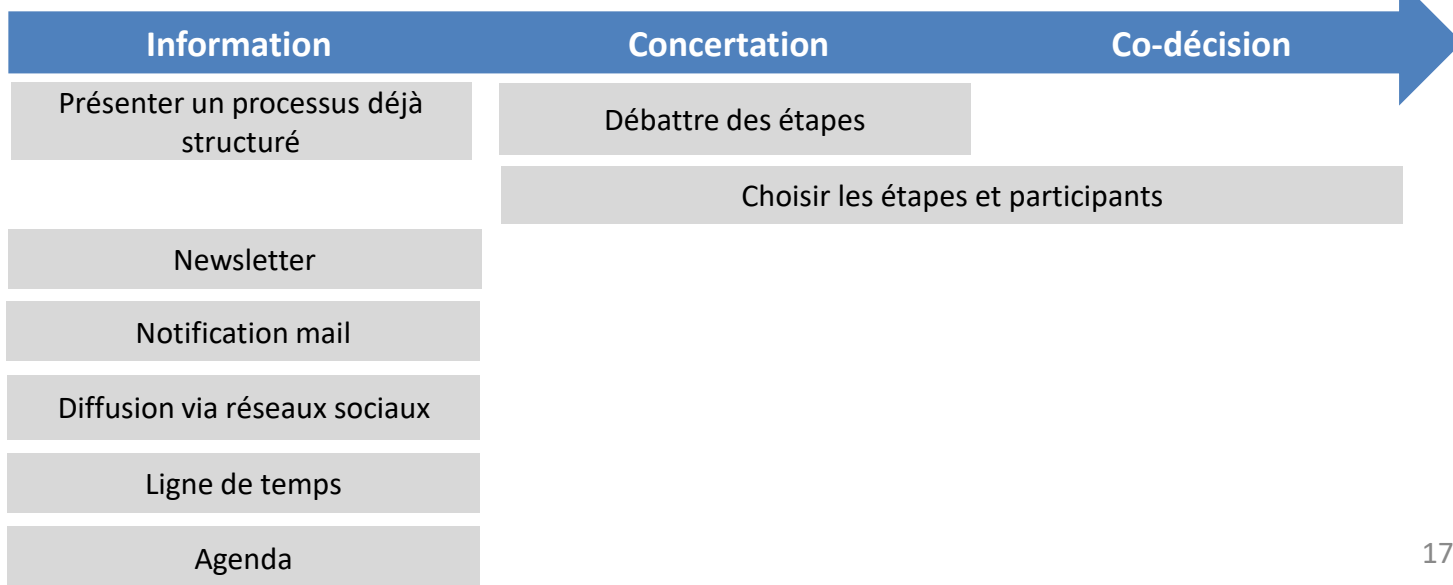 Information Concertation Co-décision
Présenter un processus déjà
structuré
Débattre des étapes
Choisir les étapes et participants
Newsletter
Notification mail
Diffusion via réseaux sociaux
Ligne de temps
Agenda
17